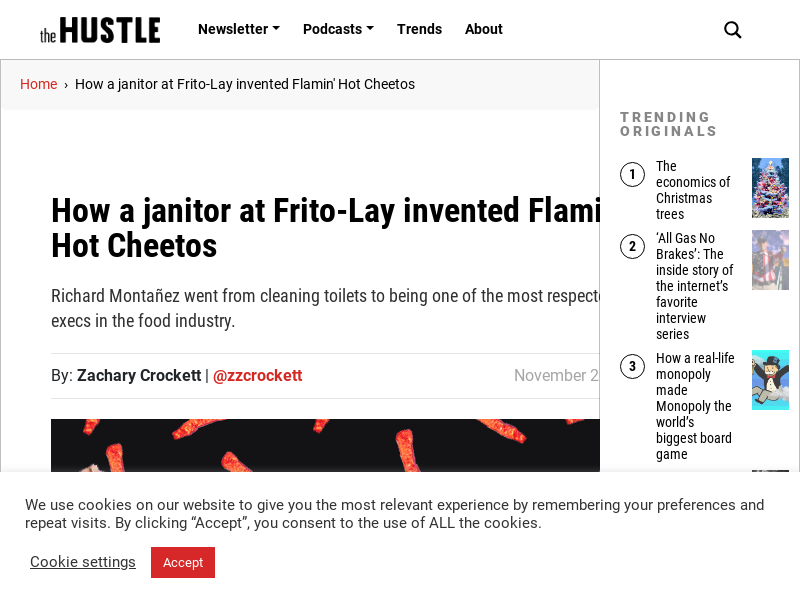 the HUSTLE
Newsletter
Podcasts
Trends
About
Home › How a janitor at Frito-Lay invented Flamin' Hot Cheetos
How a janitor at Frito-Lay invented
Hot Cheetos
Richard Montañez went from cleaning toilets to being one of the most
execs in the food industry.
By: Zachary Crockett | @zzcrockett
November
TRENDING
ORIGINALS
1
The
economics of
Christmas
trees
2
‘All Gas No
Brakes’: The
inside story of
the internet’s
favorite
interview
series
3
How a real-life
monopoly
made
Monopoly the
world’s
biggest board
game
We use cookies on our website to give you the most relevant experience by remembering your preferences and
repeat visits. By clicking “Accept”, you consent to the use of ALL the cookies.
Cookie settings
Accept